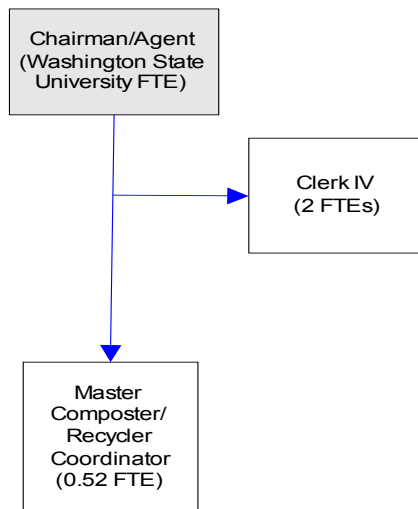 Chairman/Agent
(Washington State
University FTE)
Clerk IV
(2 FTEs)
Master
Composter/
Recycler
Coordinator
(0.52 FTE)